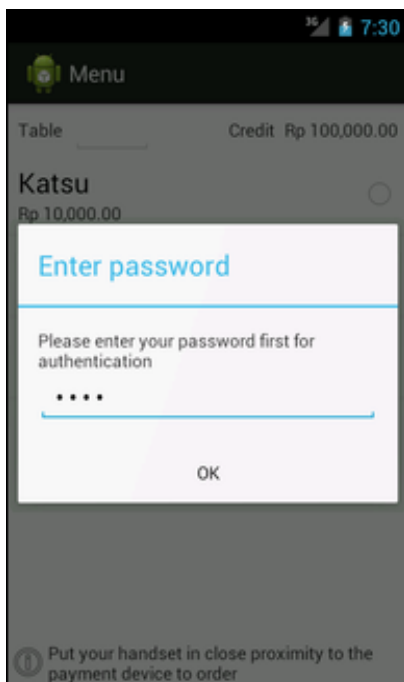 3G 7:30
Menu
Table Credit Rp 100,000.00
Katsu
Rp 10,000.00
Enter password
Please enter your password first for
authentication
••••
OK
Put your handset in close proximity to the
payment device to order